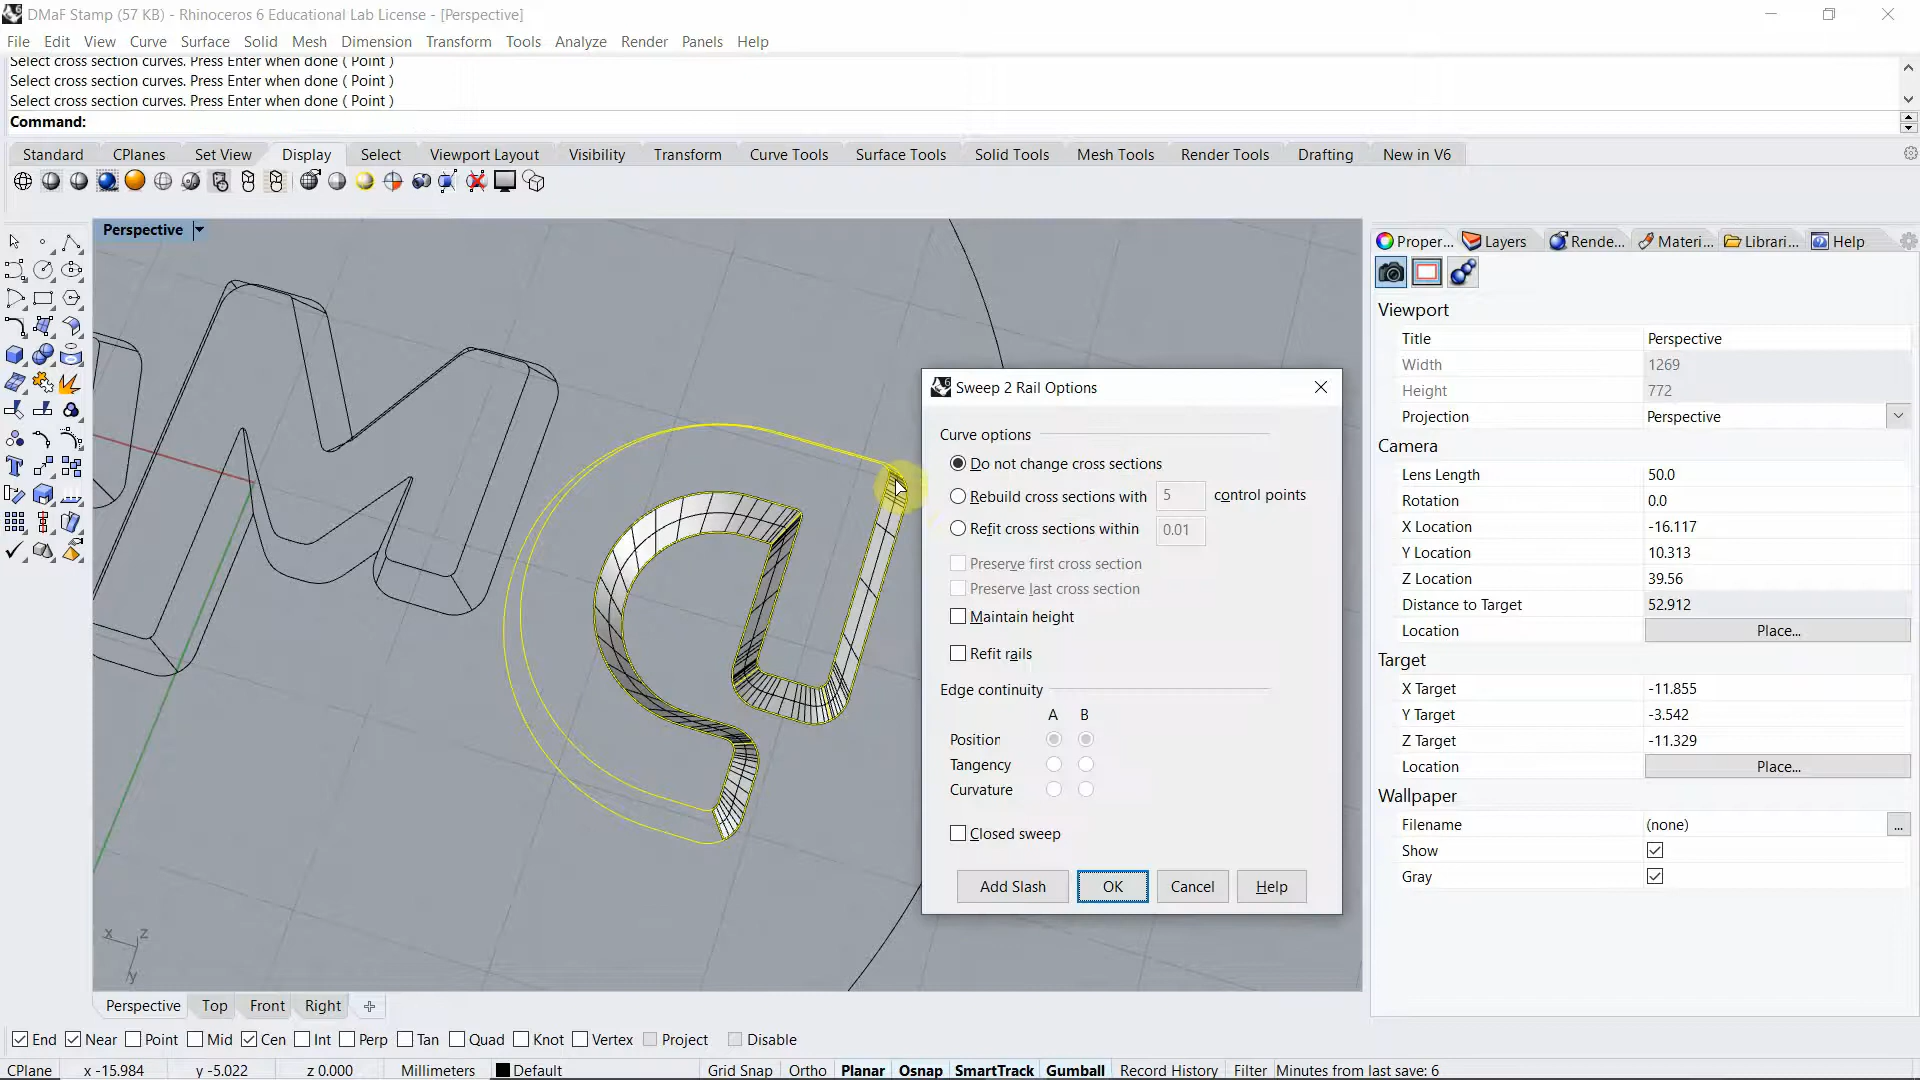 DMaF Stamp (57 KB) - Rhinoceros 6 Educational Lab License - [Perspective]
File Edit View Curve Surface Solid Mesh Dimension Transform Tools Analyze Render Panels Help
Select cross section curves. Press Enter when done ( Point )
Select cross section curves. Press Enter when done ( Point )
Select cross section curves. Press Enter when done ( Point )
Command:
Standard CPlanes Set View Display Select Viewport Layout Visibility Transform Curve Tools Surface Tools Solid Tools Mesh Tools Render Tools Drafting New in V6
Perspective
Proper... Layers Rende... Materi... Librari... Help
Viewport
Title Perspective
Width 1269
Height 772
Projection Perspective
Camera
Lens Length 50.0
Rotation 0.0
X Location -16.117
Y Location 10.313
Z Location 39.56
Distance to Target 52.912
Location Place...
Target
X Target -11.855
Y Target -3.542
Z Target -11.329
Location Place...
Wallpaper
Filename (none) ...
Show
Gray
Sweep 2 Rail Options
Curve options
Do not change cross sections
Rebuild cross sections with 5 control points
Refit cross sections within 0.01
Preserve first cross section
Preserve last cross section
Maintain height
Refit rails
Edge continuity
A B
Position
Tangency
Curvature
Closed sweep
Add Slash OK Cancel Help
x z
y
Perspective Top Front Right
End Near Point Mid Cen Int Perp Tan Quad Knot Vertex Project Disable
CPlane x -15.984 y -5.022 z 0.000 Millimeters Default Grid Snap Ortho Planar Osnap SmartTrack Gumball Record History Filter Minutes from last save: 6